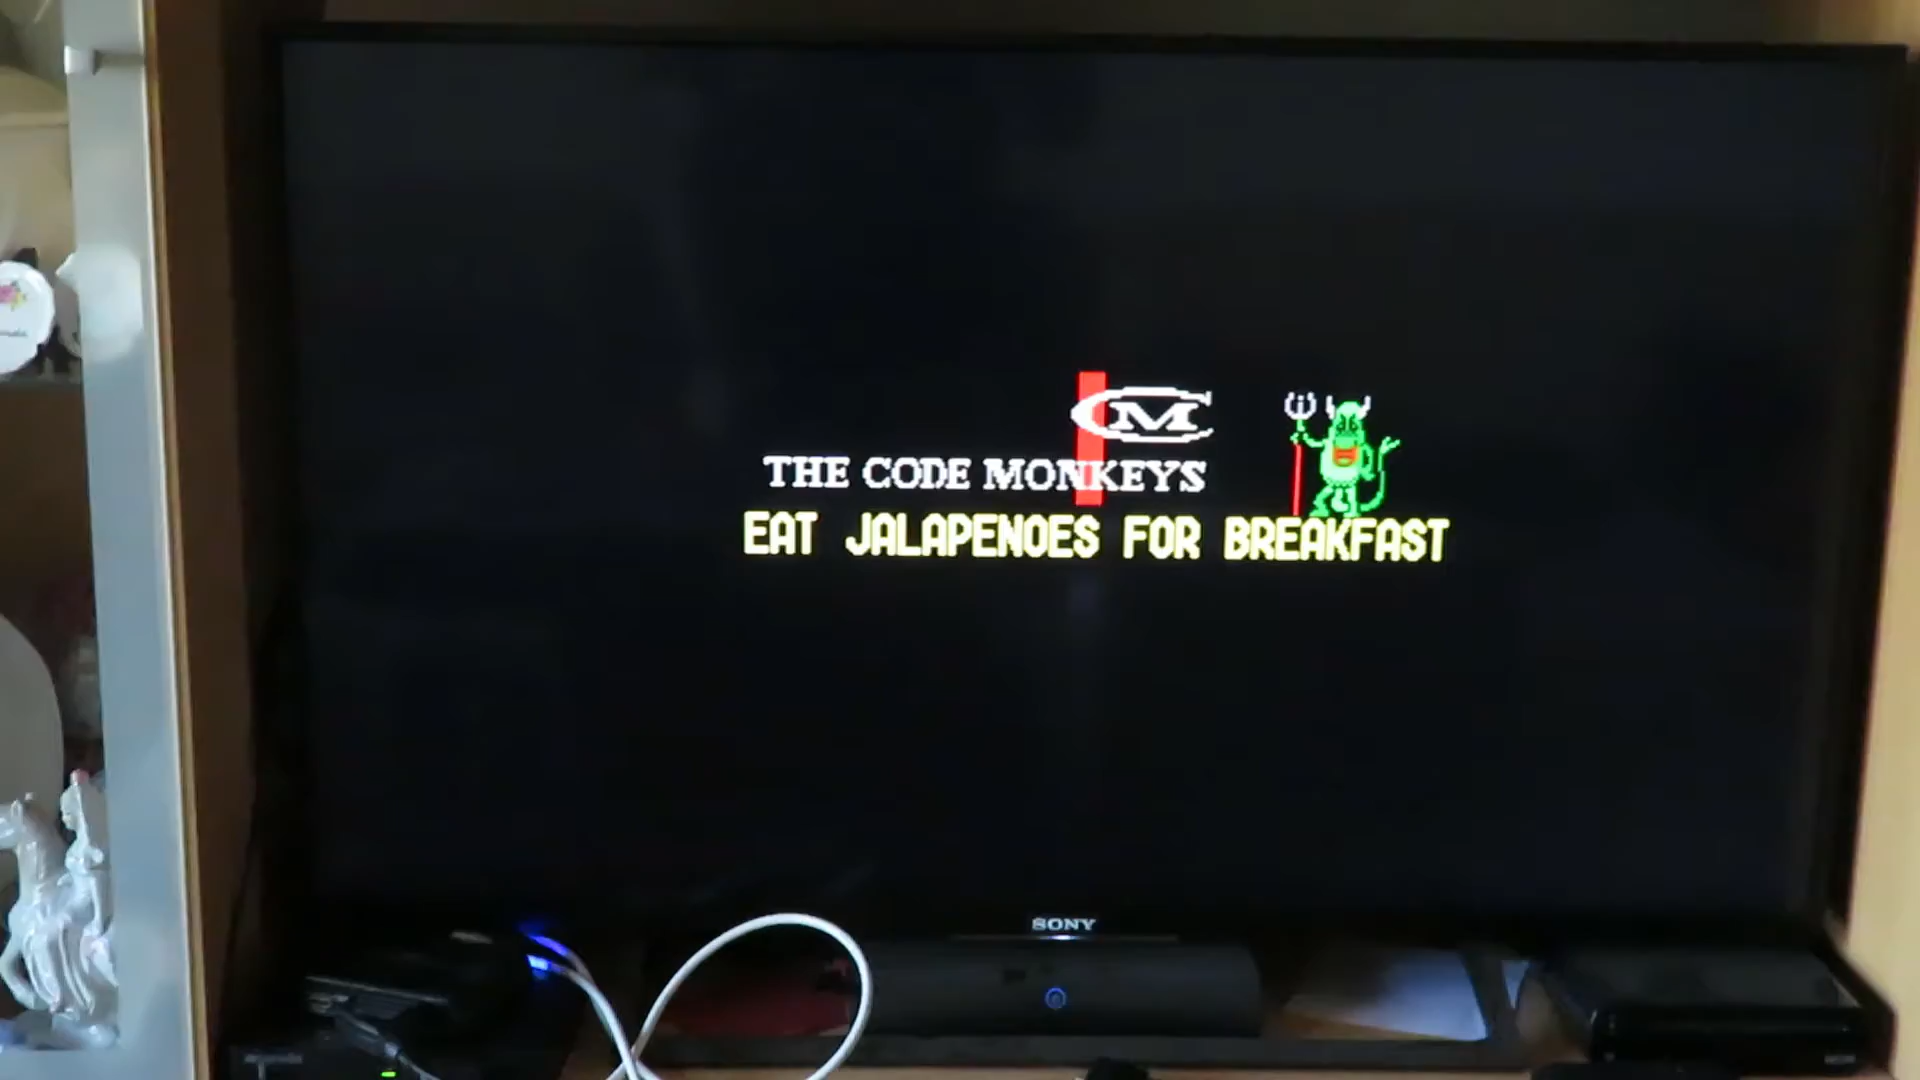 CM
THE CODE MONKEYS
EAT JALAPENOES FOR BREAKFAST
SONY